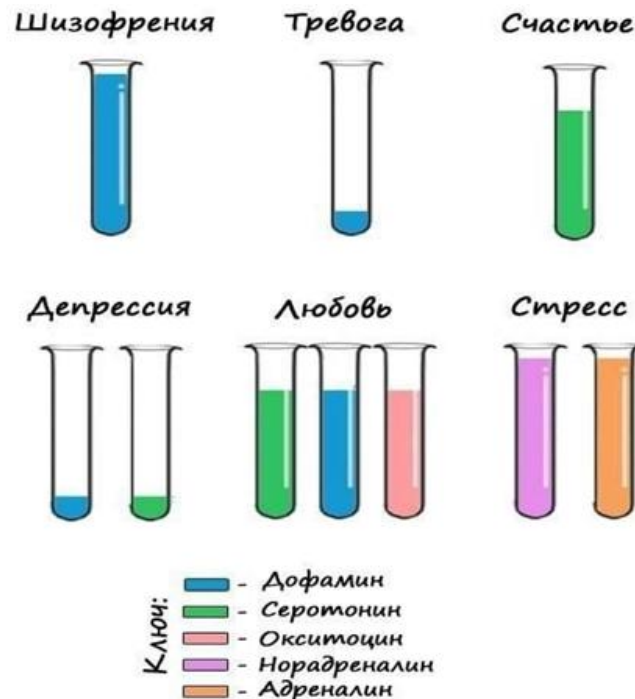 Шизофрения Тревога Счастье
Депрессия Любовь Стресс
Ключ:
- Дофамин
- Серотонин
- Окситоцин
- Норадреналин
- Адреналин